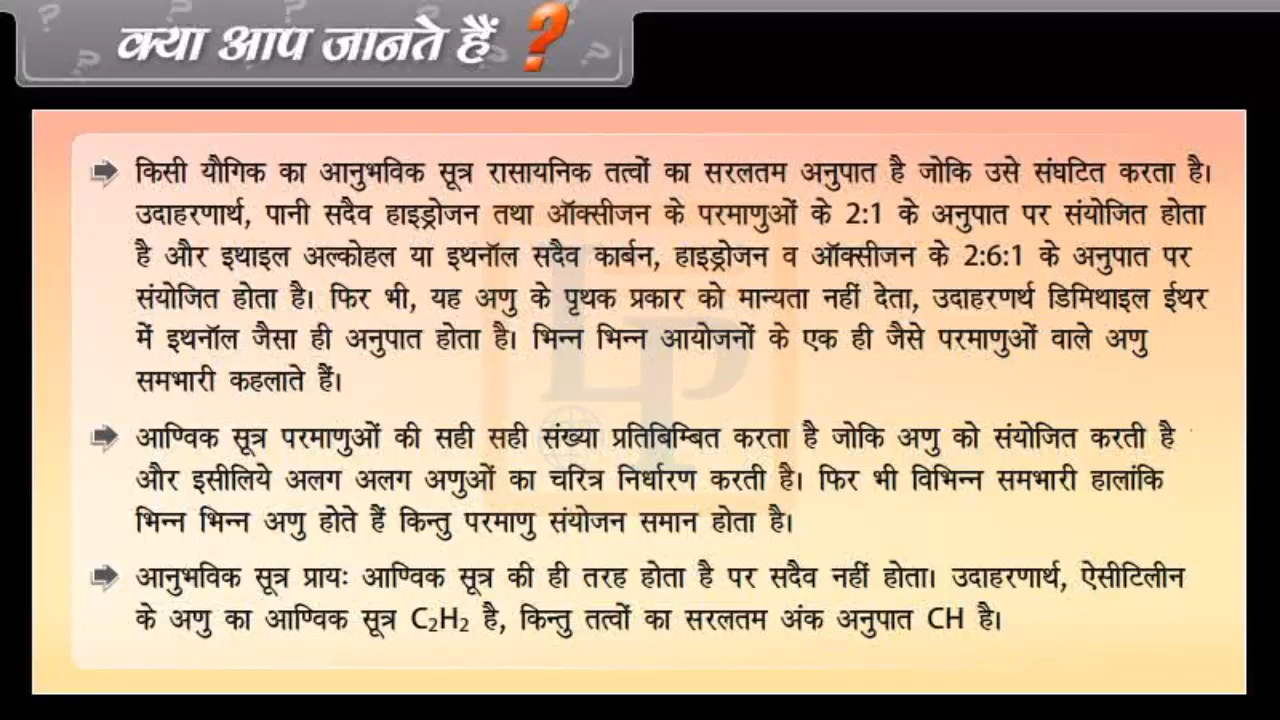 क्या आप जानते हैं ?
किसी यौगिक का आनुभविक सूत्र रासायनिक तत्वों का सरलतम अनुपात है जोकि उसे संघटित करता है।
उदाहरणार्थ, पानी सदैव हाइड्रोजन तथा ऑक्सीजन के परमाणुओं के 2:1 के अनुपात पर संयोजित होता
है और इथाइल अल्कोहल या इथनॉल सदैव कार्बन, हाइड्रोजन व ऑक्सीजन के 2:6:1 के अनुपात पर
संयोजित होता है। फिर भी, यह अणु के पृथक प्रकार को मान्यता नहीं देता, उदाहरणर्थ डिमिथाइल ईथर
में इथनॉल जैसा ही अनुपात होता है। भिन्न भिन्न आयोजनों के एक ही जैसे परमाणुओं वाले अणु
समभारी कहलाते हैं।
आण्विक सूत्र परमाणुओं की सही सही संख्या प्रतिबिम्बित करता है जोकि अणु को संयोजित करती है
और इसीलिये अलग अलग अणुओं का चरित्र निर्धारण करती है। फिर भी विभिन्न समभारी हालांकि
भिन्न भिन्न अणु होते हैं किन्तु परमाणु संयोजन समान होता है।
आनुभविक सूत्र प्रायः आण्विक सूत्र की ही तरह होता है पर सदैव नहीं होता। उदाहरणार्थ, ऐसीटिलीन
के अणु का आण्विक सूत्र C₂H₂ है, किन्तु तत्वों का सरलतम अंक अनुपात CH है।
LP